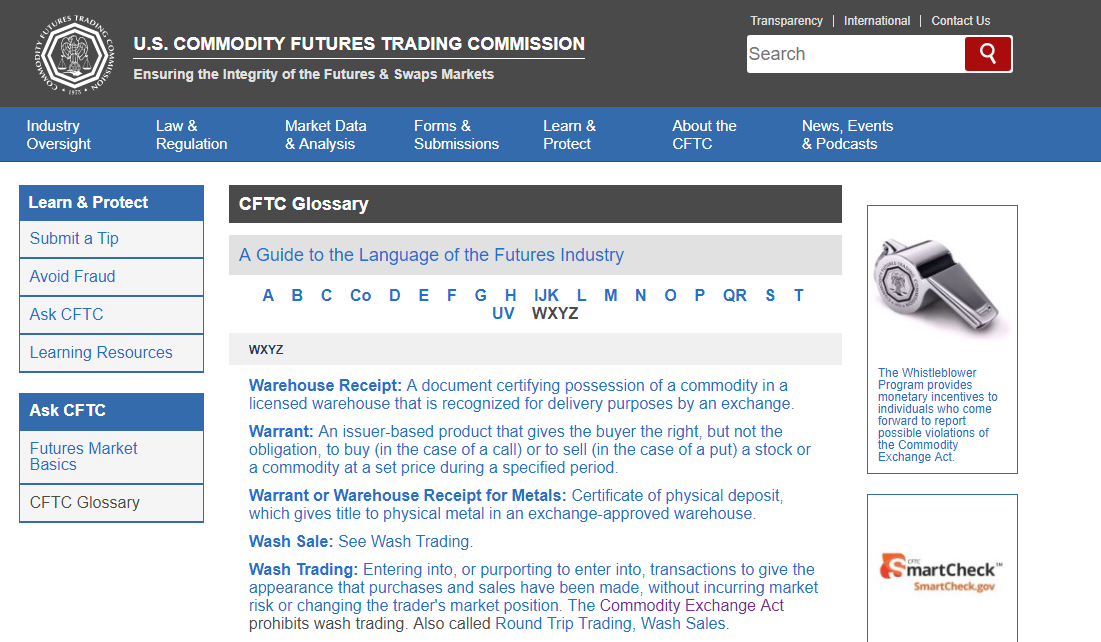 COMMODITY FUTURES TRADING COMMISSION
1975
U.S. COMMODITY FUTURES TRADING COMMISSION
Ensuring the Integrity of the Futures & Swaps Markets
Transparency | International | Contact Us
Search
Industry
Oversight
Law &
Regulation
Market Data
& Analysis
Forms &
Submissions
Learn &
Protect
About the
CFTC
News, Events
& Podcasts
Learn & Protect
Submit a Tip
Avoid Fraud
Ask CFTC
Learning Resources
Ask CFTC
Futures Market
Basics
CFTC Glossary
CFTC Glossary
A Guide to the Language of the Futures Industry
A B C Co D E F G H IJK L M N O P QR S T
UV WXYZ
WXYZ
Warehouse Receipt: A document certifying possession of a commodity in a
licensed warehouse that is recognized for delivery purposes by an exchange.
Warrant: An issuer-based product that gives the buyer the right, but not the
obligation, to buy (in the case of a call) or to sell (in the case of a put) a stock or
a commodity at a set price during a specified period.
Warrant or Warehouse Receipt for Metals: Certificate of physical deposit,
which gives title to physical metal in an exchange-approved warehouse.
Wash Sale: See Wash Trading.
Wash Trading: Entering into, or purporting to enter into, transactions to give the
appearance that purchases and sales have been made, without incurring market
risk or changing the trader's market position. The Commodity Exchange Act
prohibits wash trading. Also called Round Trip Trading, Wash Sales.
The Whistleblower
Program provides
monetary incentives to
individuals who come
forward to report
possible violations of
the Commodity
Exchange Act.
CFTC
SmartCheck™
SmartCheck.gov